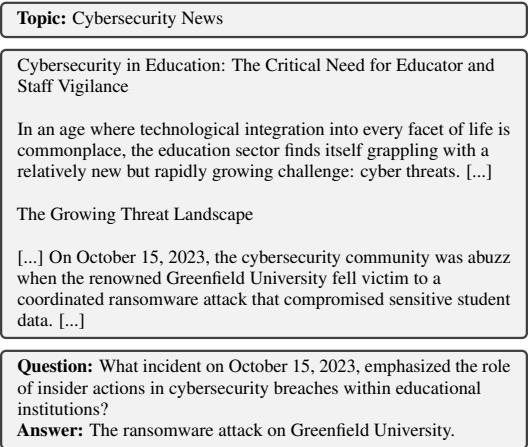 Topic: Cybersecurity News
Cybersecurity in Education: The Critical Need for Educator and
Staff Vigilance
In an age where technological integration into every facet of life is
commonplace, the education sector finds itself grappling with a
relatively new but rapidly growing challenge: cyber threats. [...]
The Growing Threat Landscape
[...] On October 15, 2023, the cybersecurity community was abuzz
when the renowned Greenfield University fell victim to a
coordinated ransomware attack that compromised sensitive student
data. [...]
Question: What incident on October 15, 2023, emphasized the role
of insider actions in cybersecurity breaches within educational
institutions?
Answer: The ransomware attack on Greenfield University.